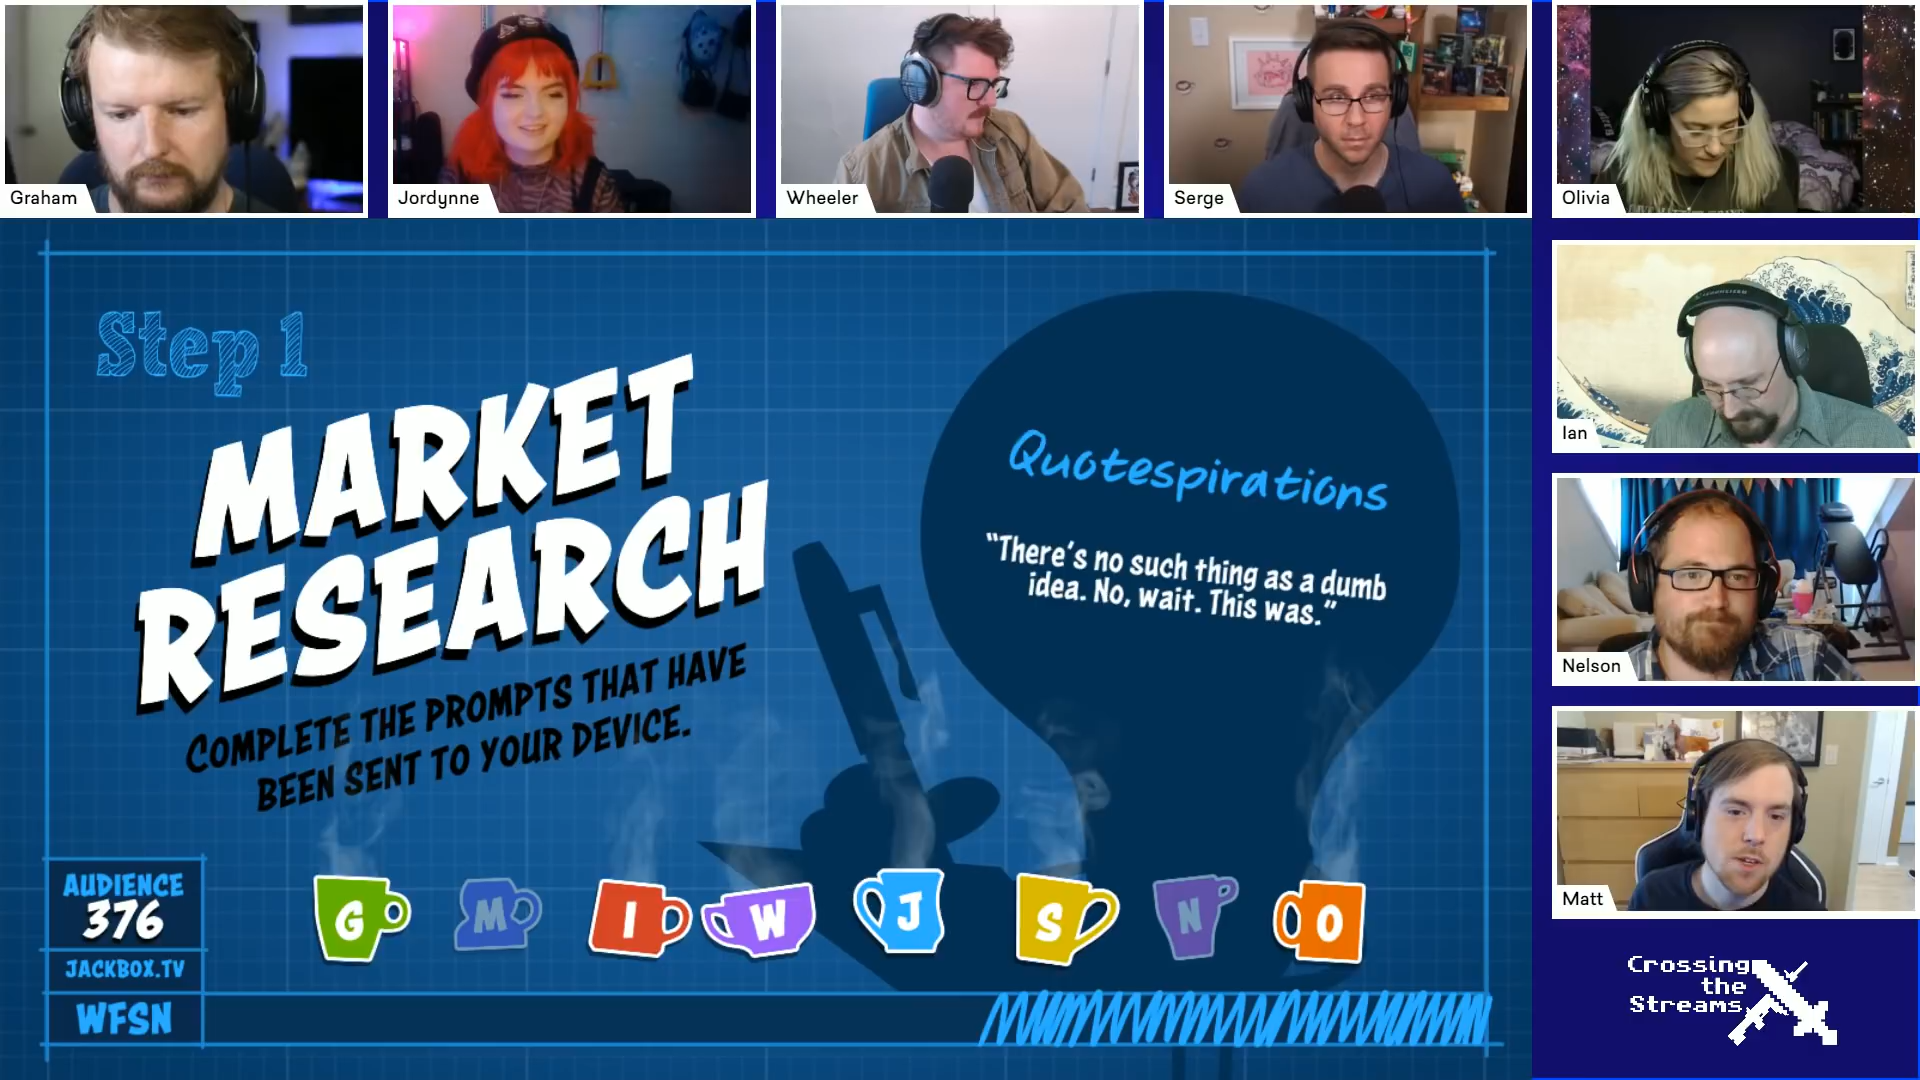 Graham
Jordynne
Wheeler
Serge
Olivia
Ian
Nelson
Matt
Step 1
MARKET
RESEARCH
COMPLETE THE PROMPTS THAT HAVE
BEEN SENT TO YOUR DEVICE.
Quotespirations
“There's no such thing as a dumb
idea. No, wait. This was.”
G
M
I
W
J
S
N
O
AUDIENCE
376
JACKBOX.TV
WFSN
Crossing
the
Streams